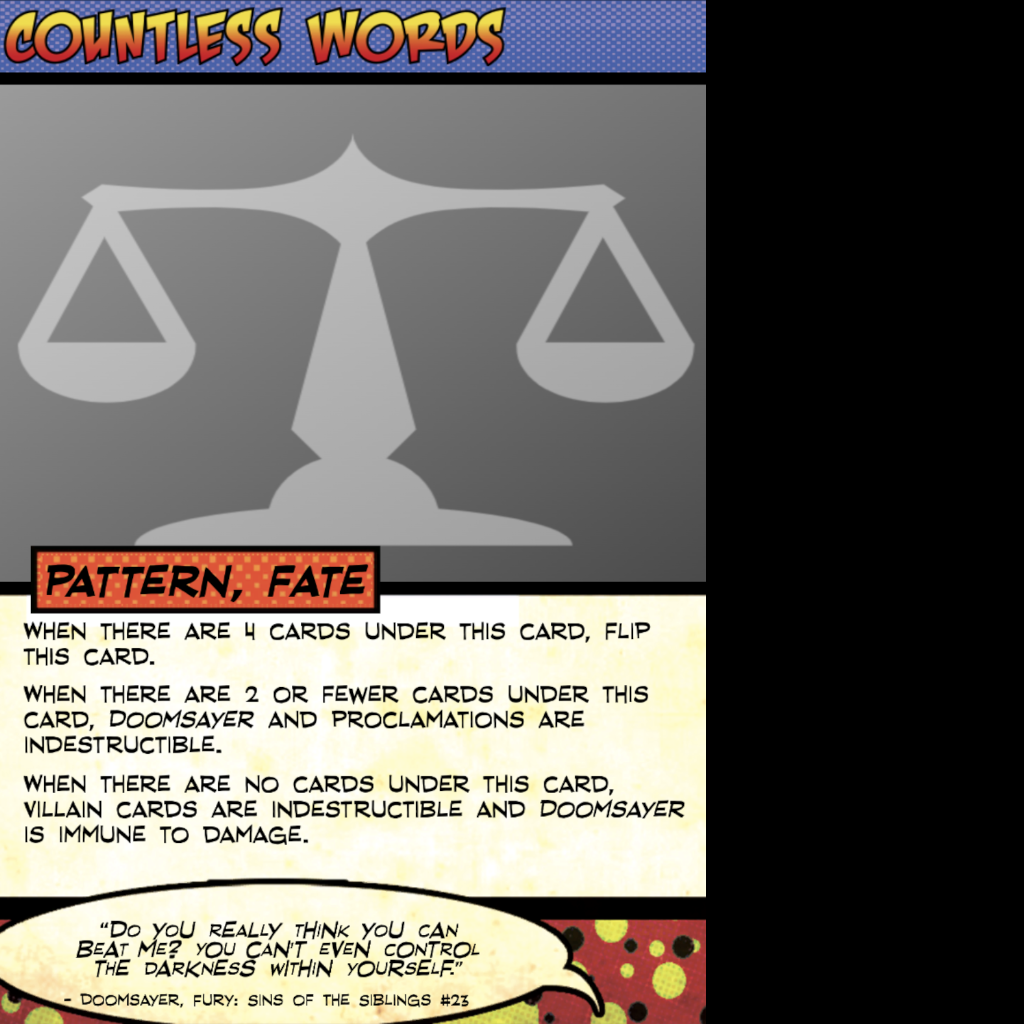 COUNTLESS WORDS
PATTERN, FATE
WHEN THERE ARE 4 CARDS UNDER THIS CARD, FLIP
THIS CARD.
WHEN THERE ARE 2 OR FEWER CARDS UNDER THIS
CARD, DOOMSAYER AND PROCLAMATIONS ARE
INDESTRUCTIBLE.
WHEN THERE ARE NO CARDS UNDER THIS CARD,
VILLAIN CARDS ARE INDESTRUCTIBLE AND DOOMSAYER
IS IMMUNE TO DAMAGE.
"DO YOU REALLY THINK YOU CAN
BEAT ME? YOU CAN'T EVEN CONTROL
THE DARKNESS WITHIN YOURSELF."
- DOOMSAYER, FURY: SINS OF THE SIBLINGS #23